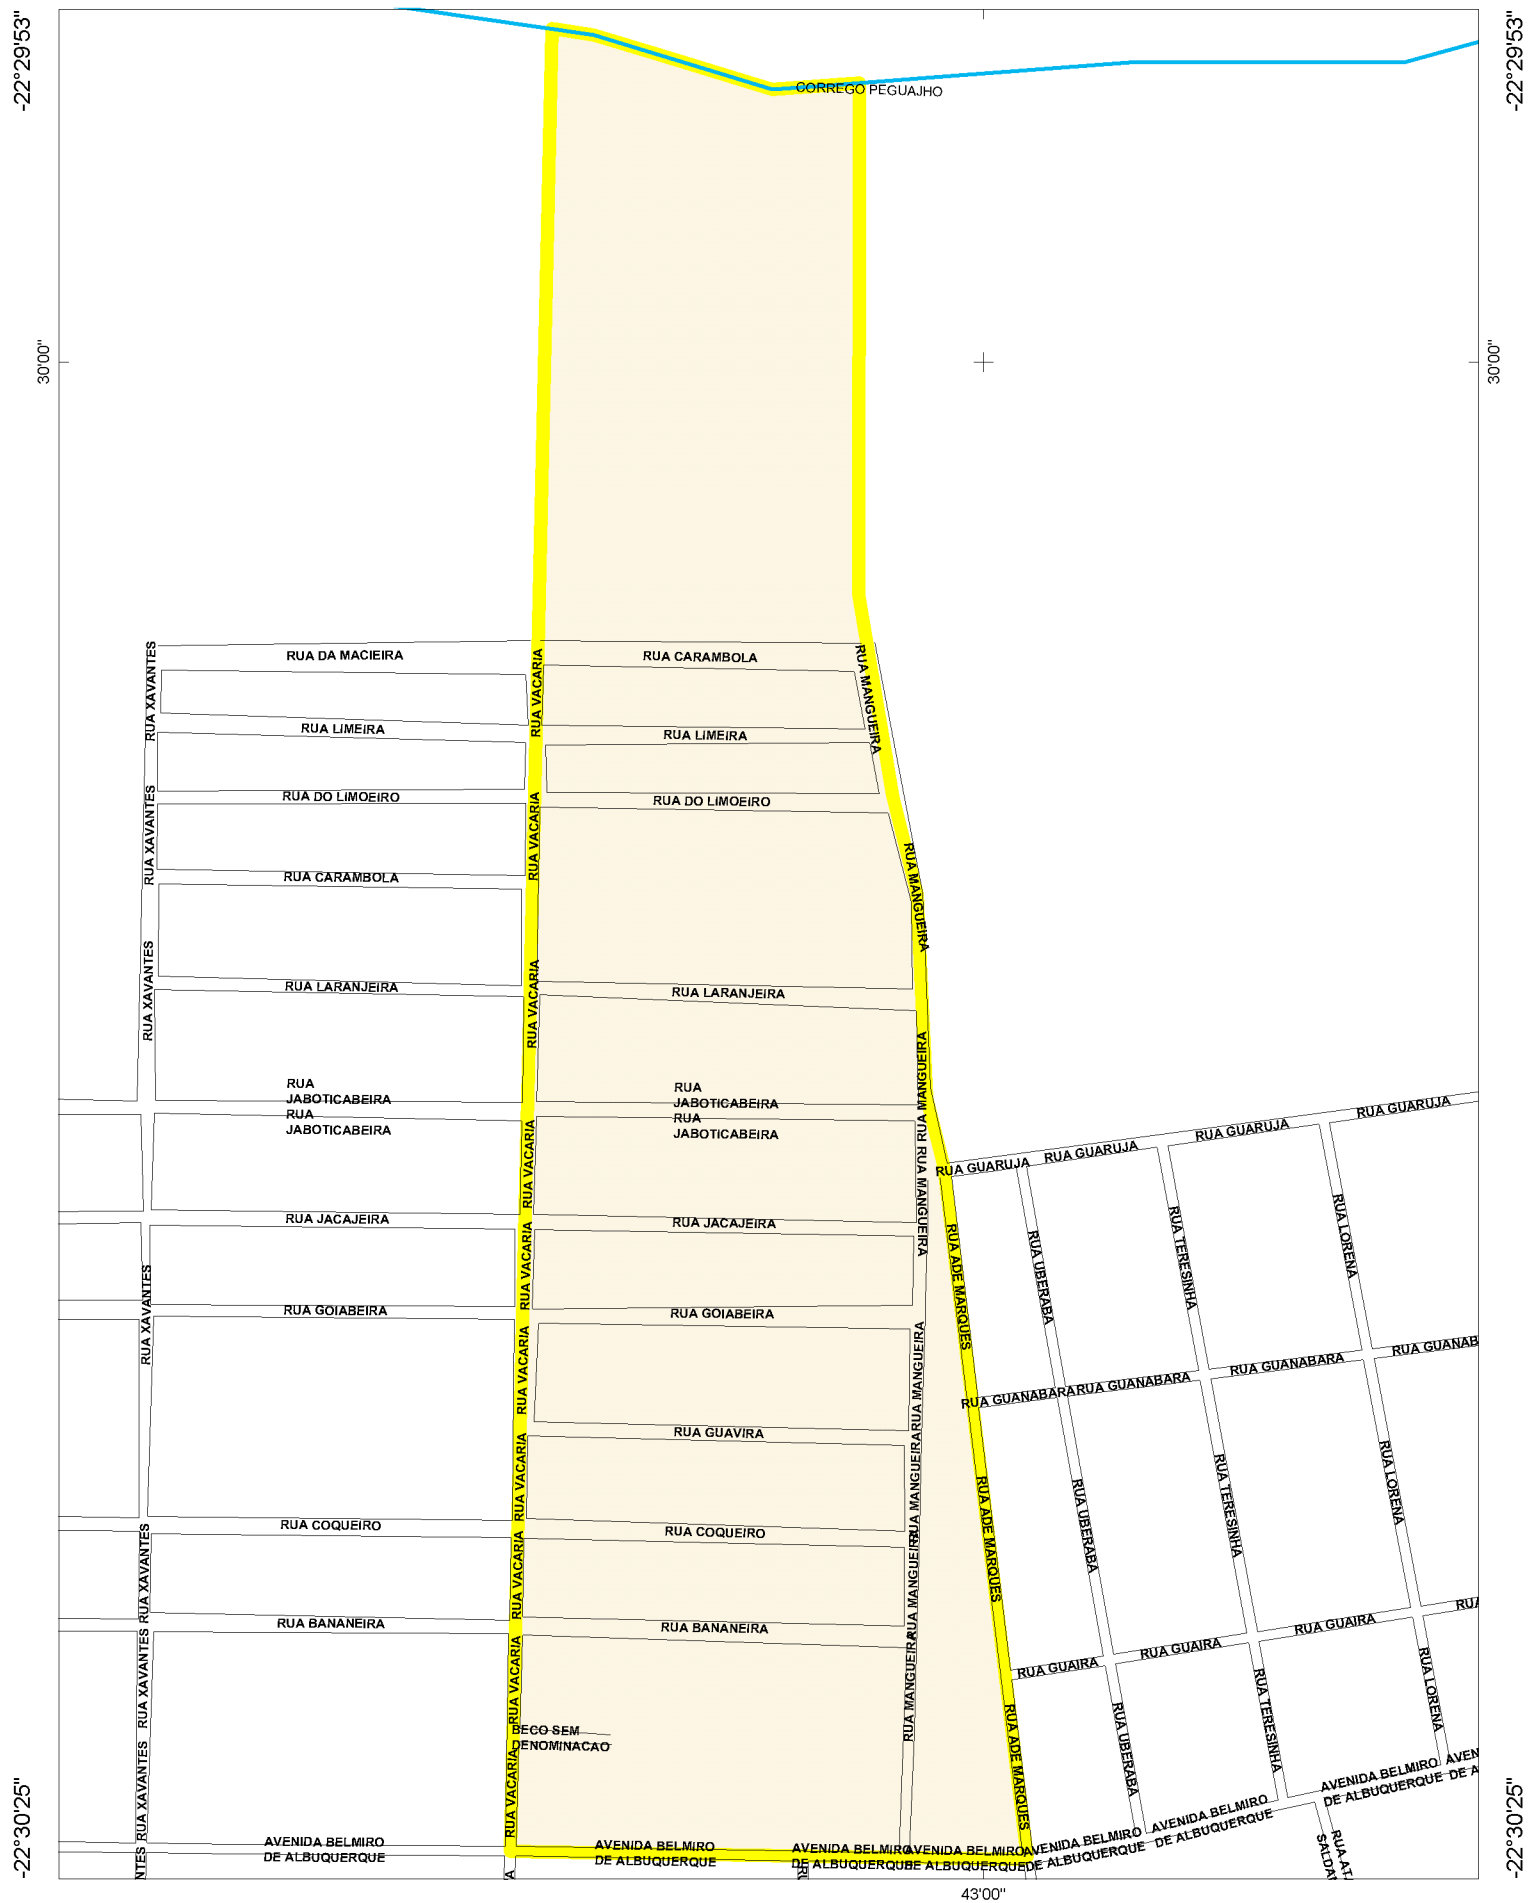 -22°29'53"
-22°29'53"
CORREGO PEGUAJHO
30'00"
30'00"
RUA DA MACIEIRA
RUA CARAMBOLA
RUA XAVANTES
RUA VACARIA
RUA MANGUEIRA
RUA LIMEIRA
RUA LIMEIRA
RUA DO LIMOEIRO
RUA DO LIMOEIRO
RUA XAVANTES
RUA VACARIA
RUA MANGUEIRA
RUA CARAMBOLA
RUA XAVANTES
RUA VACARIA
RUA LARANJEIRA
RUA LARANJEIRA
RUA MANGUEIRA
RUA
JABOTICABEIRA
RUA
JABOTICABEIRA
RUA
JABOTICABEIRA
RUA
JABOTICABEIRA
RUA VACARIA
RUA MANGUEIRA
RUA GUARUJA
RUA GUARUJA
RUA GUARUJA
RUA GUARUJA
RUA JACAJEIRA
RUA JACAJEIRA
RUA VACARIA
RUA ADE MARQUES
RUA UBERABA
RUA TERESINHA
RUA LORENA
RUA XAVANTES
RUA GOIABEIRA
RUA GOIABEIRA
RUA VACARIA
RUA MANGUEIRA
RUA GUANABARA
RUA GUANABARA
RUA GUANABARA
RUA GUANAB
RUA GUAVIRA
RUA VACARIA
RUA MANGUEIRA
RUA ADE MARQUES
RUA UBERABA
RUA TERESINHA
RUA LORENA
RUA COQUEIRO
RUA COQUEIRO
RUA XAVANTES
RUA VACARIA
RUA MANGUEIRA
RUA BANANEIRA
RUA BANANEIRA
RUA GUAIRA
RUA GUAIRA
RUA GUAIRA
RUA
RUA XAVANTES
RUA VACARIA
RUA MANGUEIRA
RUA ADE MARQUES
RUA UBERABA
RUA TERESINHA
RUA LORENA
BECO SEM
DENOMINACAO
RUA XAVANTES
RUA VACARIA
AVENIDA BELMIRO
DE ALBUQUERQUE
AVENIDA BELMIRO
DE ALBUQUERQUE
AVENIDA BELMIRO
DE ALBUQUERQUE
AVENIDA BELMIRO
DE ALBUQUERQUE
AVENIDA BELMIRO
DE ALBUQUERQUE
AVENIDA BELMIRO
DE ALBUQUERQUE
AVENIDA BELMIRO
DE ALBUQUERQUE
AVEN
DE A
NTES
A
-22°30'25"
-22°30'25"
43'00"